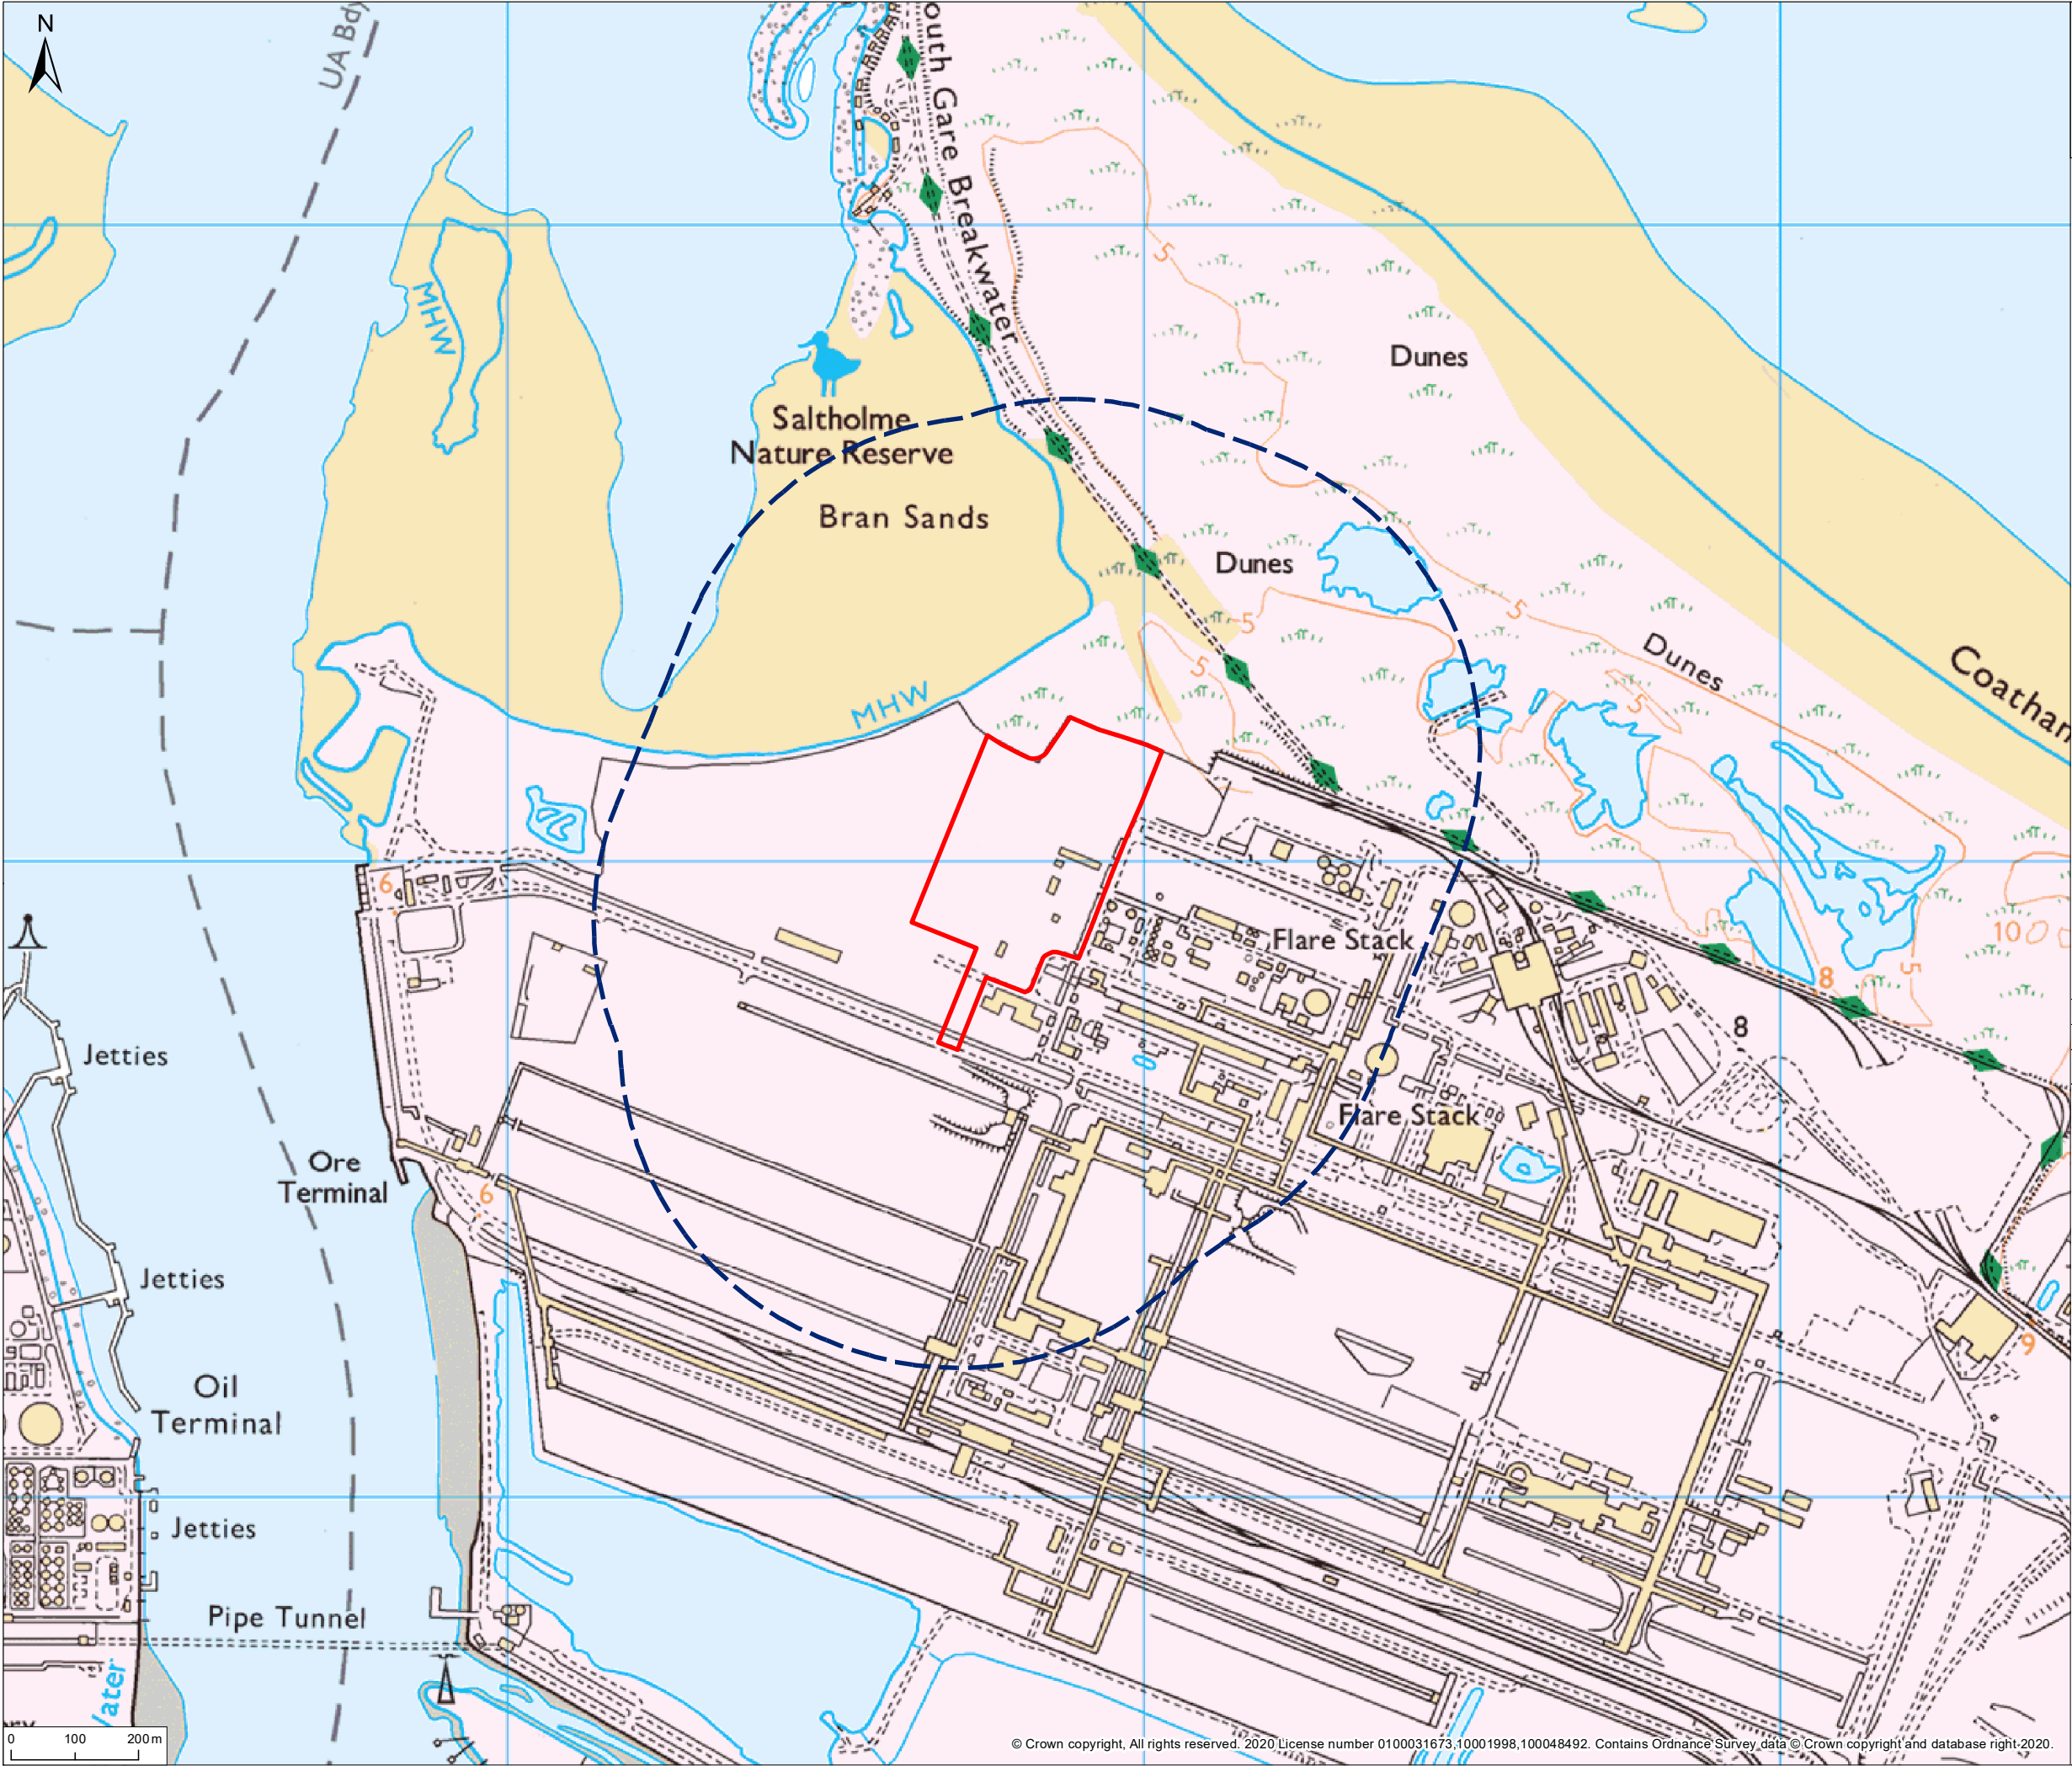 N
UA Bdy
outh Gare Breakwater
MHW
5
Dunes
Saltholme
Nature Reserve
Bran Sands
Dunes
5
5
5
Dunes
5
Coatham
MHW
6
Flare Stack
10
8
5
8
Jetties
Flare Stack
Ore
Terminal
6
Jetties
9
Oil
Terminal
Jetties
Pipe Tunnel
0 100 200 m
© Crown copyright, All rights reserved. 2020 License number 0100031673,10001998,100048492. Contains Ordnance Survey data © Crown copyright and database right 2020.